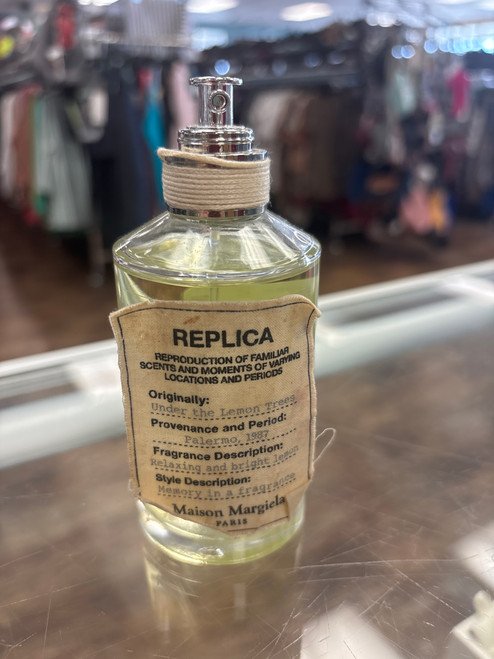 REPLICA
REPRODUCTION OF FAMILIAR
SCENTS AND MOMENTS OF VARYING
LOCATIONS AND PERIODS
Originally:
Under the Lemon Trees
Provenance and Period:
Palermo, 1987
Fragrance Description:
Relaxing and bright
Style Description:
Memory in a fragrance
Maison Margiela
PARIS